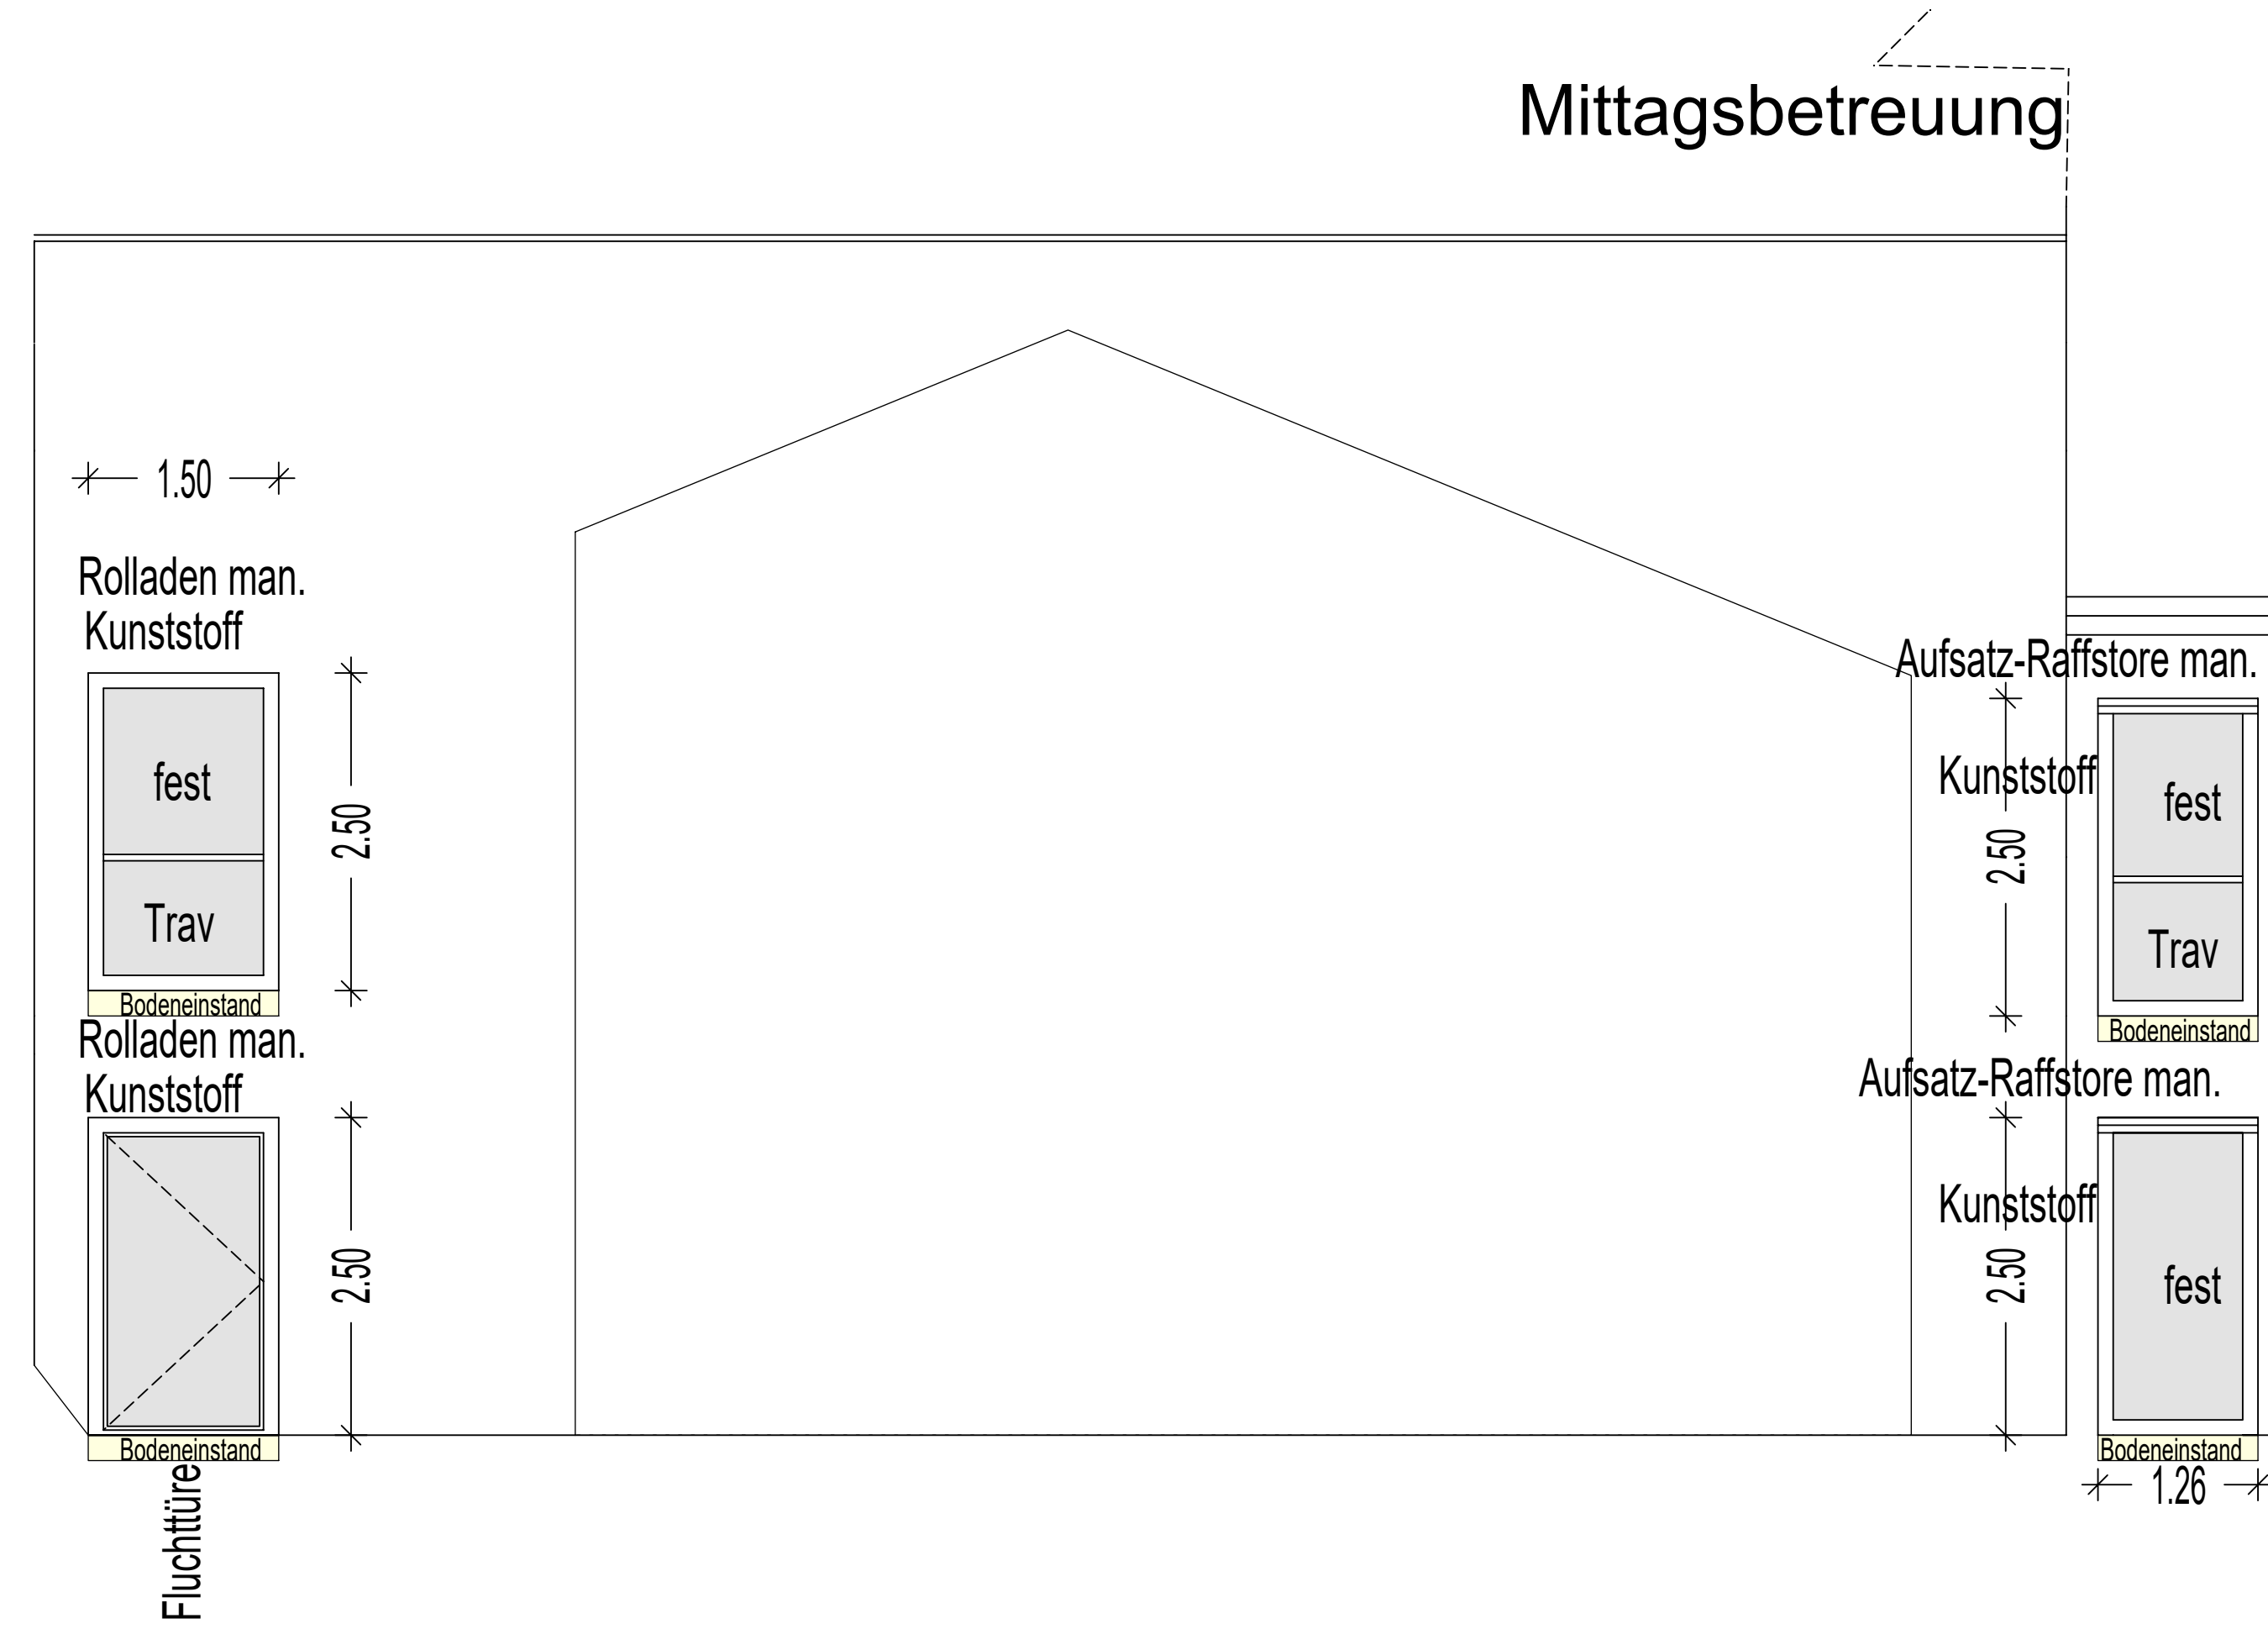 Mittagsbetreuung
1.50
Rolladen man.
Kunststoff
fest
Trav
2.50
Bodeneinstand
Rolladen man.
Kunststoff
2.50
Bodeneinstand
Fluchttüre
Aufsatz-Raffstore man.
Kunststoff
2.50
fest
Trav
Bodeneinstand
Aufsatz-Raffstore man.
Kunststoff
2.50
fest
Bodeneinstand
1.26